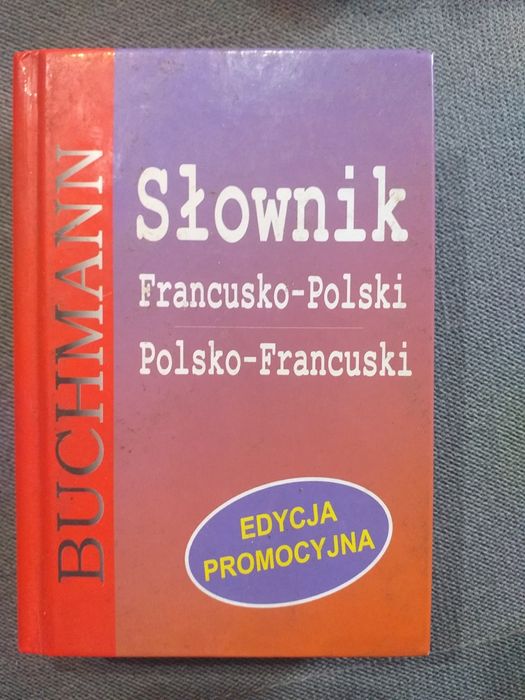 BUCHMANN
Słownik
Francusko-Polski
Polsko-Francuski
EDYCJA
PROMOCYJNA